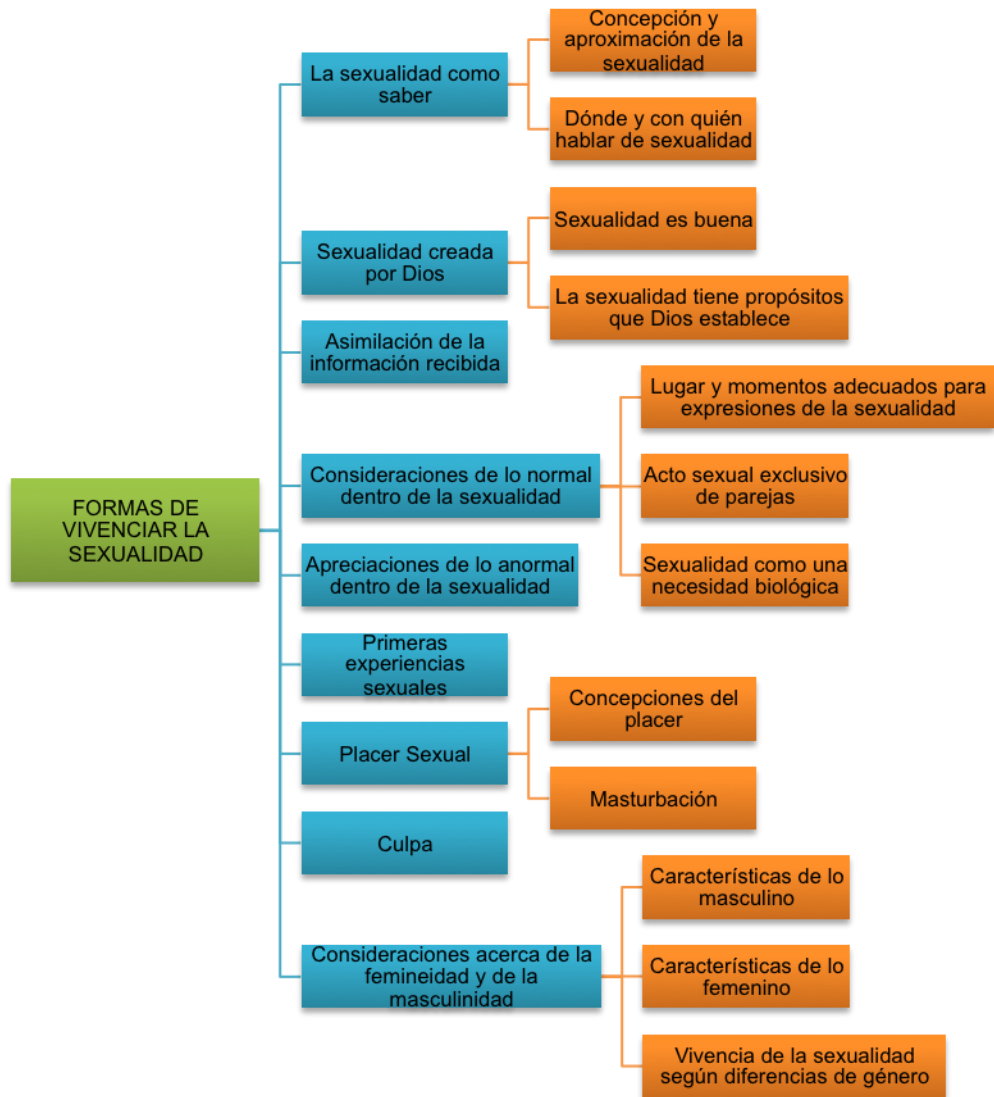 Concepción y
aproximación de la
sexualidad
La sexualidad como
saber
Dónde y con quién
hablar de sexualidad
Sexualidad es buena
Sexualidad creada
por Dios
La sexualidad tiene propósitos
que Dios establece
Asimilación de la
información recibida
Lugar y momentos adecuados para
expresiones de la sexualidad
Consideraciones de lo normal
dentro de la sexualidad
Acto sexual exclusivo
de parejas
FORMAS DE
VIVENCIAR LA
SEXUALIDAD
Apreciaciones de lo anormal
dentro de la sexualidad
Sexualidad como una
necesidad biológica
Primeras
experiencias
sexuales
Concepciones del
placer
Placer Sexual
Masturbación
Culpa
Características de lo
masculino
Consideraciones acerca de la
femineidad y de la
masculinidad
Características de lo
femenino
Vivencia de la sexualidad
según diferencias de género